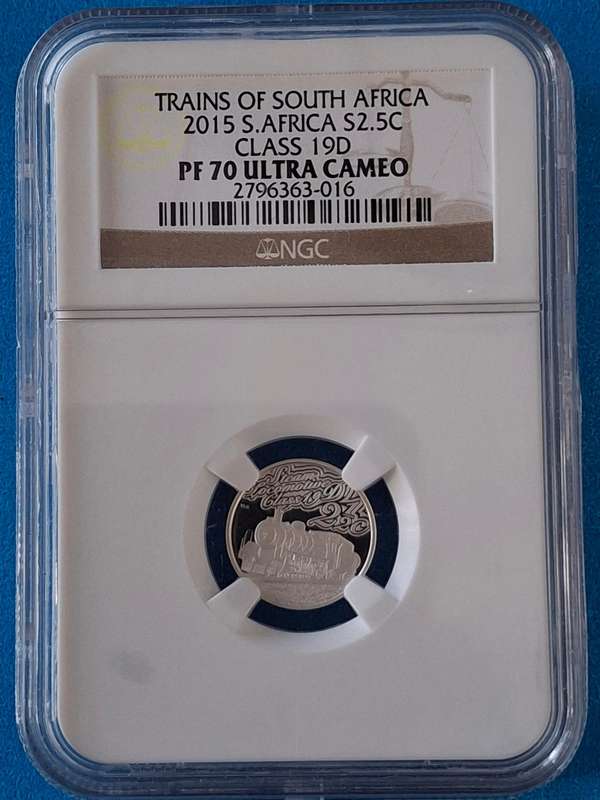 TRAINS OF SOUTH AFRICA
2015 S.AFRICA S2.5C
CLASS 19D
PF 70 ULTRA CAMEO
2796363-016
NGC
Steam
Locomotive
Class 19 D
2½c